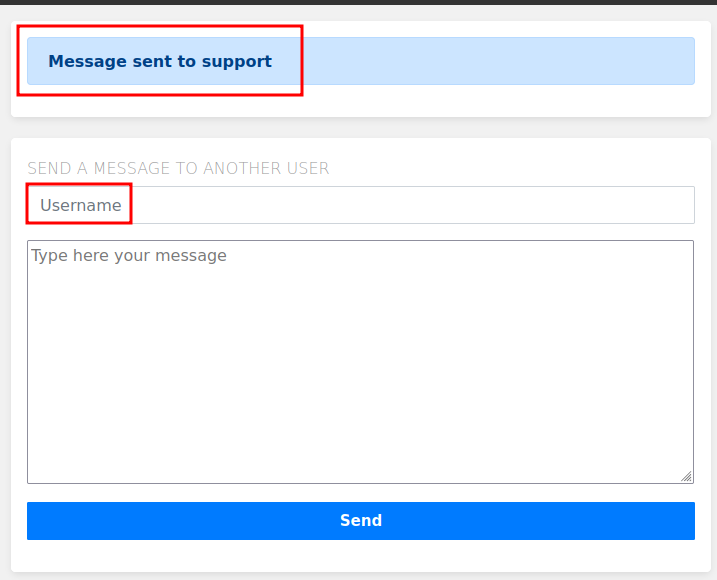 Message sent to support
SEND A MESSAGE TO ANOTHER USER
Username
Type here your message
Send